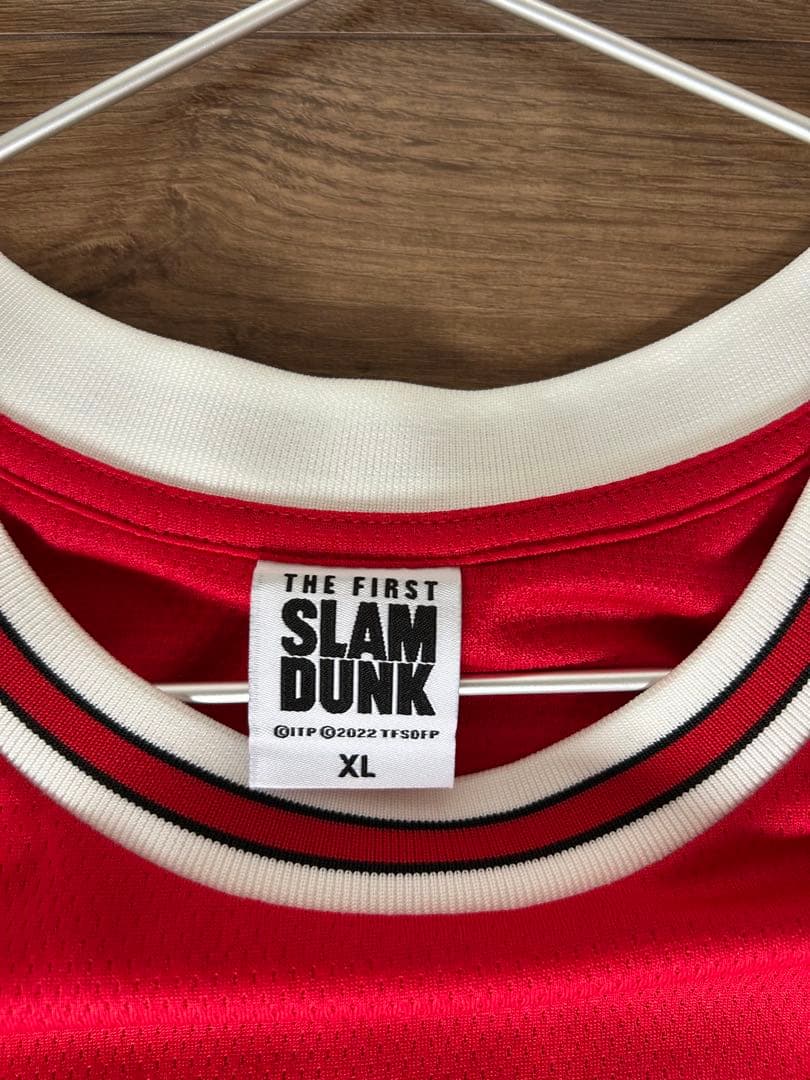 THE FIRST
SLAM
DUNK
©ITP ©2022 TFSDFP
XL